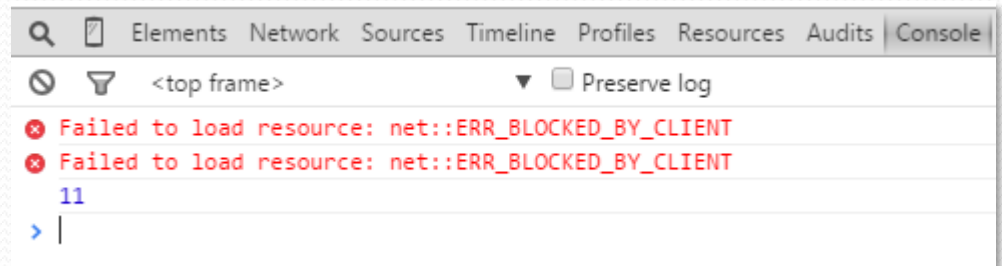 Elements Network Sources Timeline Profiles Resources Audits Console
<top frame> ▼ Preserve log
Failed to load resource: net::ERR_BLOCKED_BY_CLIENT
Failed to load resource: net::ERR_BLOCKED_BY_CLIENT
11
>